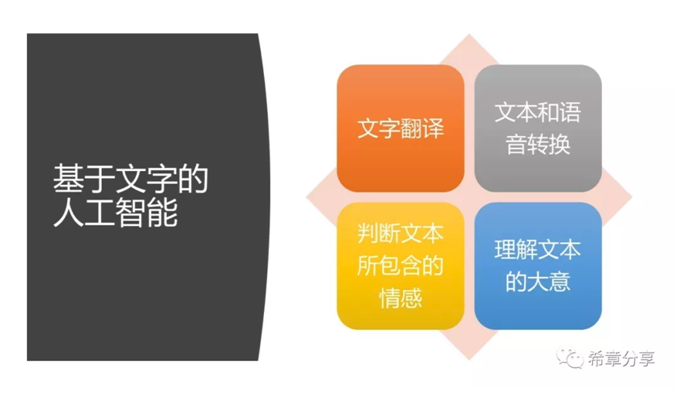 基于文字的
人工智能
文字翻译
文本和语
音转换
判断文本
所包含的
情感
理解文本
的大意
希章分享